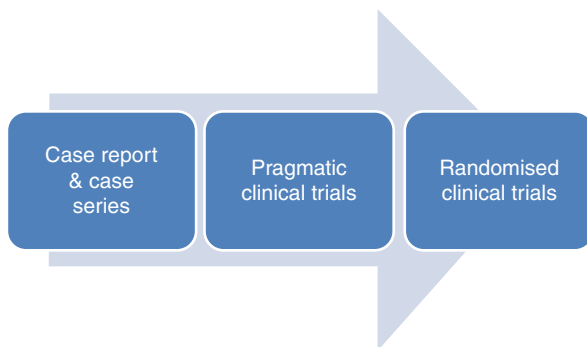 Case report
& case
series
Pragmatic
clinical trials
Randomised
clinical trials